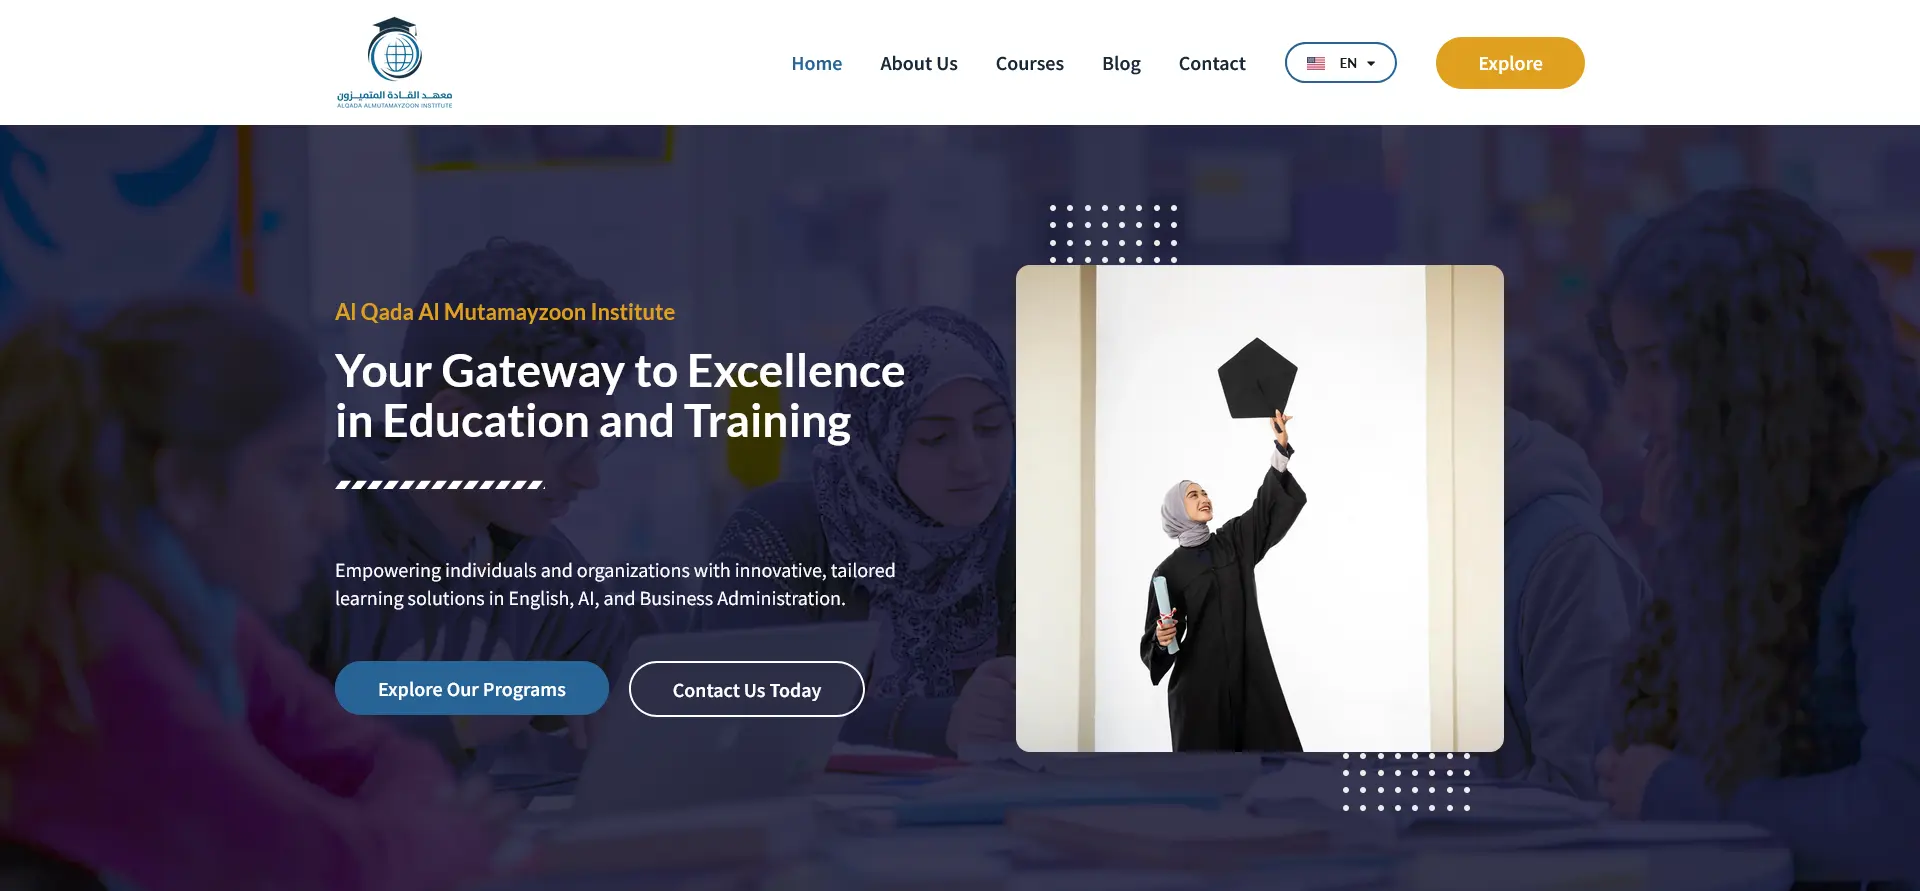 معهد القادة المتميزون
ALQADA ALMUTAMAYZOON INSTITUTE
Home
About Us
Courses
Blog
Contact
EN
Explore
Al Qada Al Mutamayzoon Institute
Your Gateway to Excellence
in Education and Training
Empowering individuals and organizations with innovative, tailored
learning solutions in English, AI, and Business Administration.
Explore Our Programs
Contact Us Today